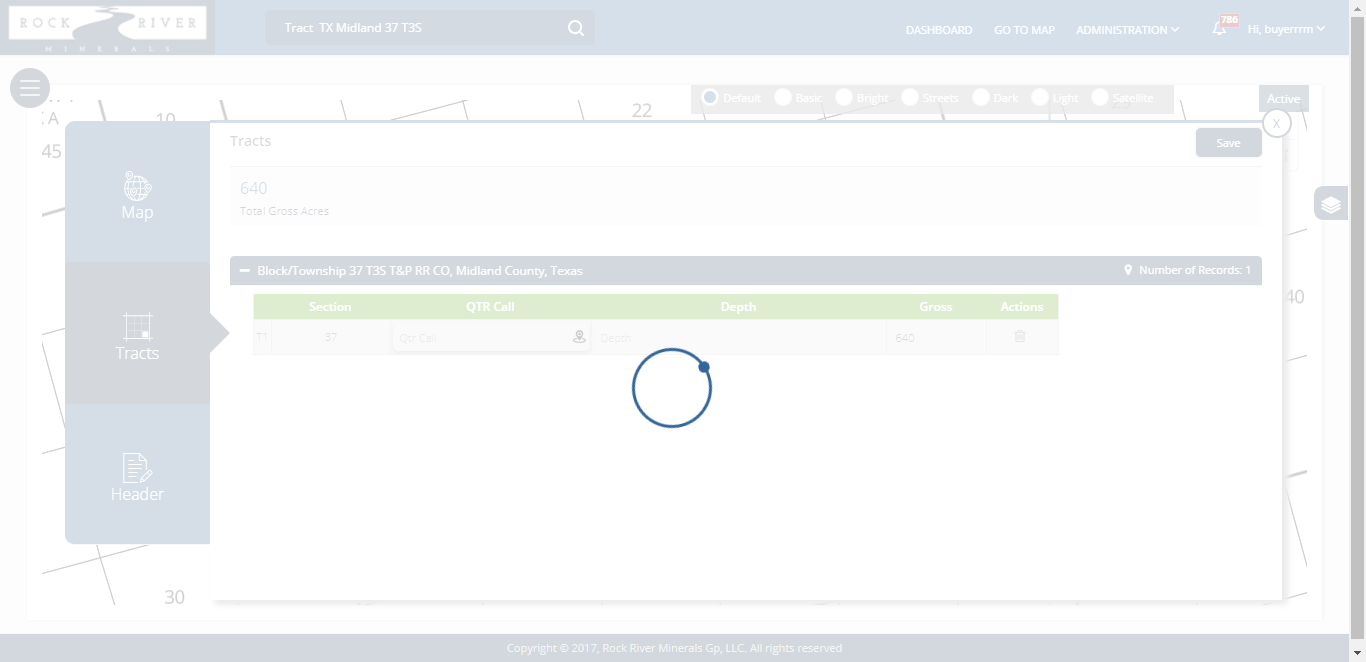 ROCK RIVER
MINERALS
Tract TX Midland 37 T3S
DASHBOARD
GO TO MAP
ADMINISTRATION
786
Hi, buyerrrm
Default
Basic
Bright
Streets
Dark
Light
Satellite
Active
22
10
45
X
Tracts
Save
640
Total Gross Acres
Map
Tracts
Header
Block/Township 37 T3S T&P RR CO, Midland County, Texas
Number of Records: 1
Section QTR Call Depth Gross Actions
T1 37 Qtr Call Depth 640
40
30
Copyright © 2017, Rock River Minerals Gp, LLC. All rights reserved